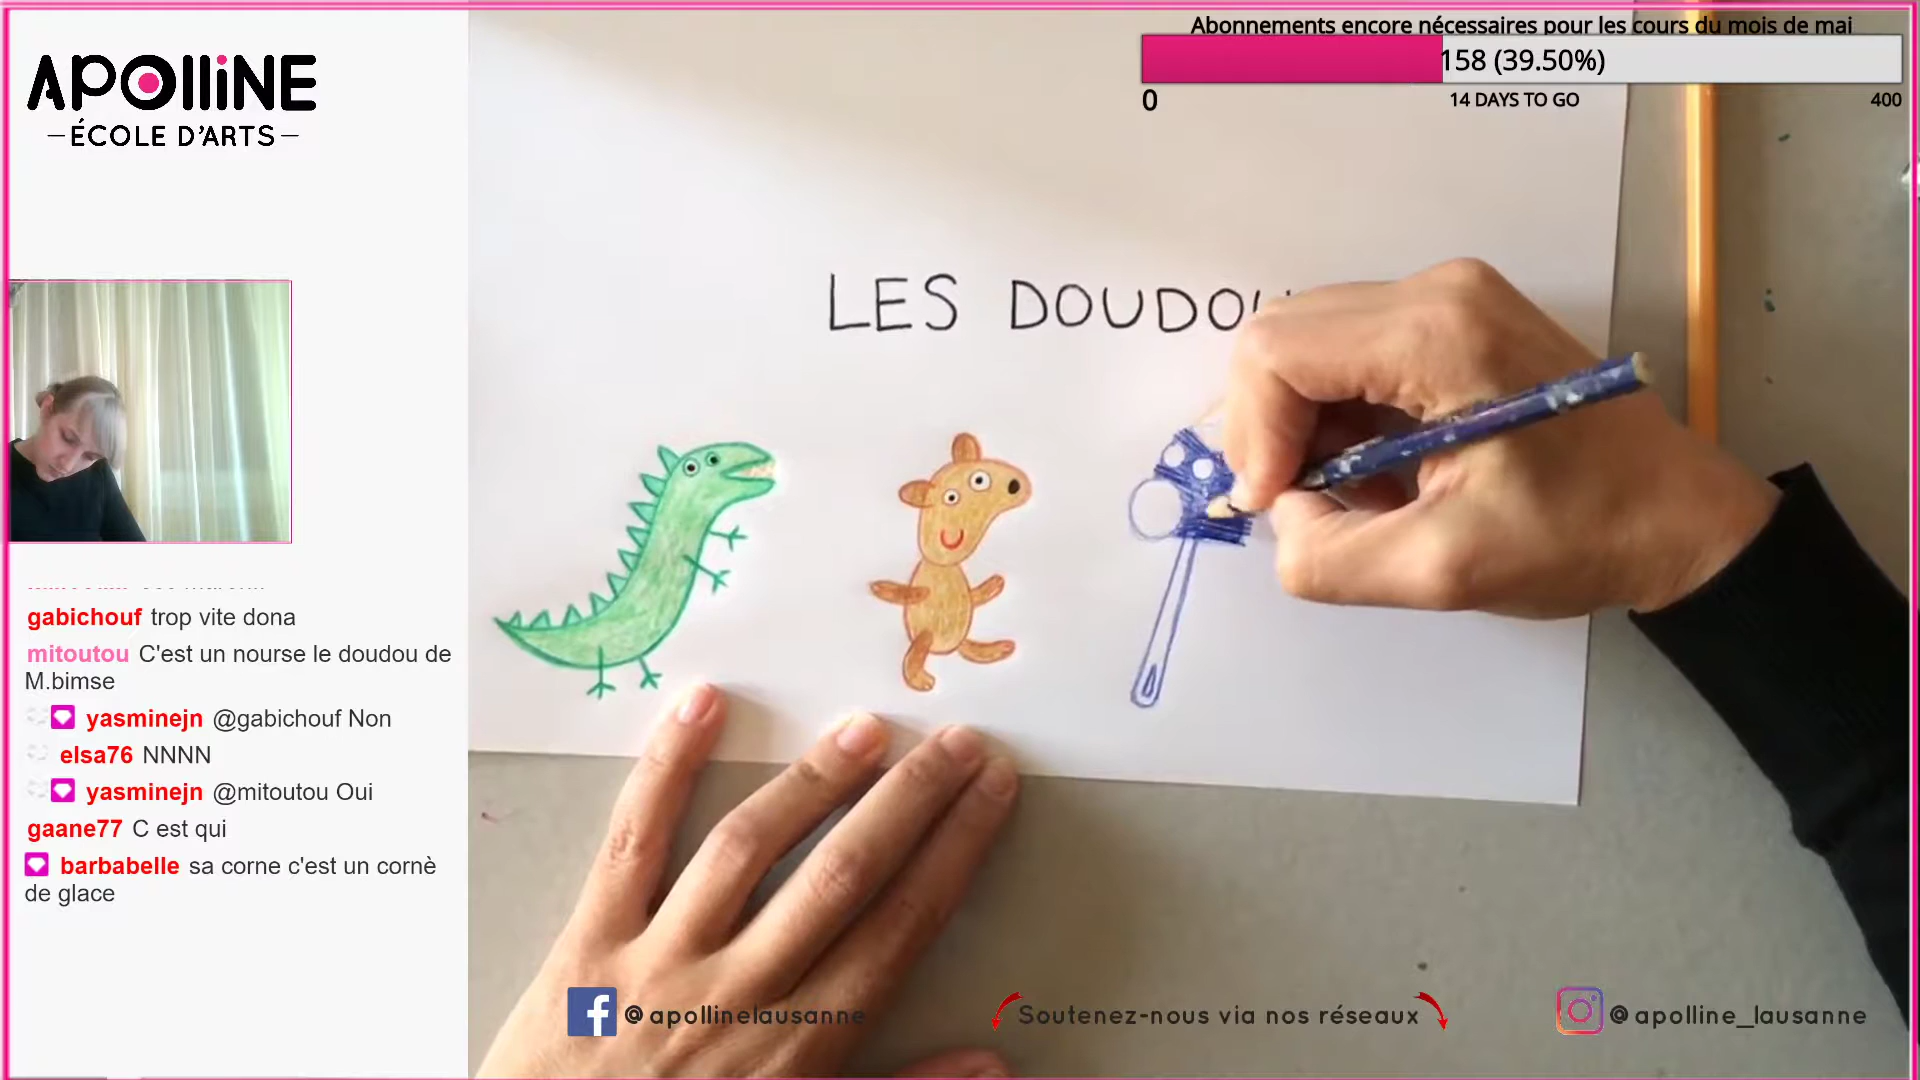 APOLLINE
—ÉCOLE D'ARTS—
Abonnements encore nécessaires pour les cours du mois de mai
158 (39.50%)
0
14 DAYS TO GO
400
LES DOUDOU
gabichouf trop vite dona
mitoutou C'est un nourse le doudou de
M.bimse
yasminejn @gabichouf Non
elsa76 NNNN
yasminejn @mitoutou Oui
gaane77 C est qui
barbabelle sa corne c'est un cornè
de glace
@apollinelausanne
Soutenez-nous via nos réseaux
@apolline_lausanne